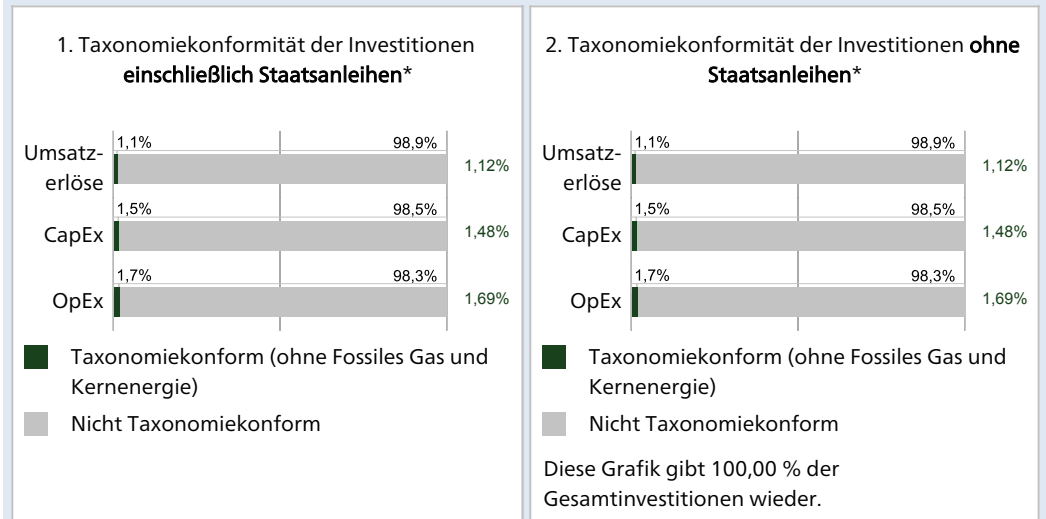 1. Taxonomiekonformität der Investitionen
einschließlich Staatsanleihen*
1,1%
98,9%
Umsatz-
erlöse
1,12%
1,5%
98,5%
CapEx
1,48%
1,7%
98,3%
OpEx
1,69%
Taxonomiekonform (ohne Fossiles Gas und
Kernenergie)
Nicht Taxonomiekonform
2. Taxonomiekonformität der Investitionen ohne
Staatsanleihen*
1,1%
98,9%
Umsatz-
erlöse
1,12%
1,5%
98,5%
CapEx
1,48%
1,7%
98,3%
OpEx
1,69%
Taxonomiekonform (ohne Fossiles Gas und
Kernenergie)
Nicht Taxonomiekonform
Diese Grafik gibt 100,00 % der
Gesamtinvestitionen wieder.